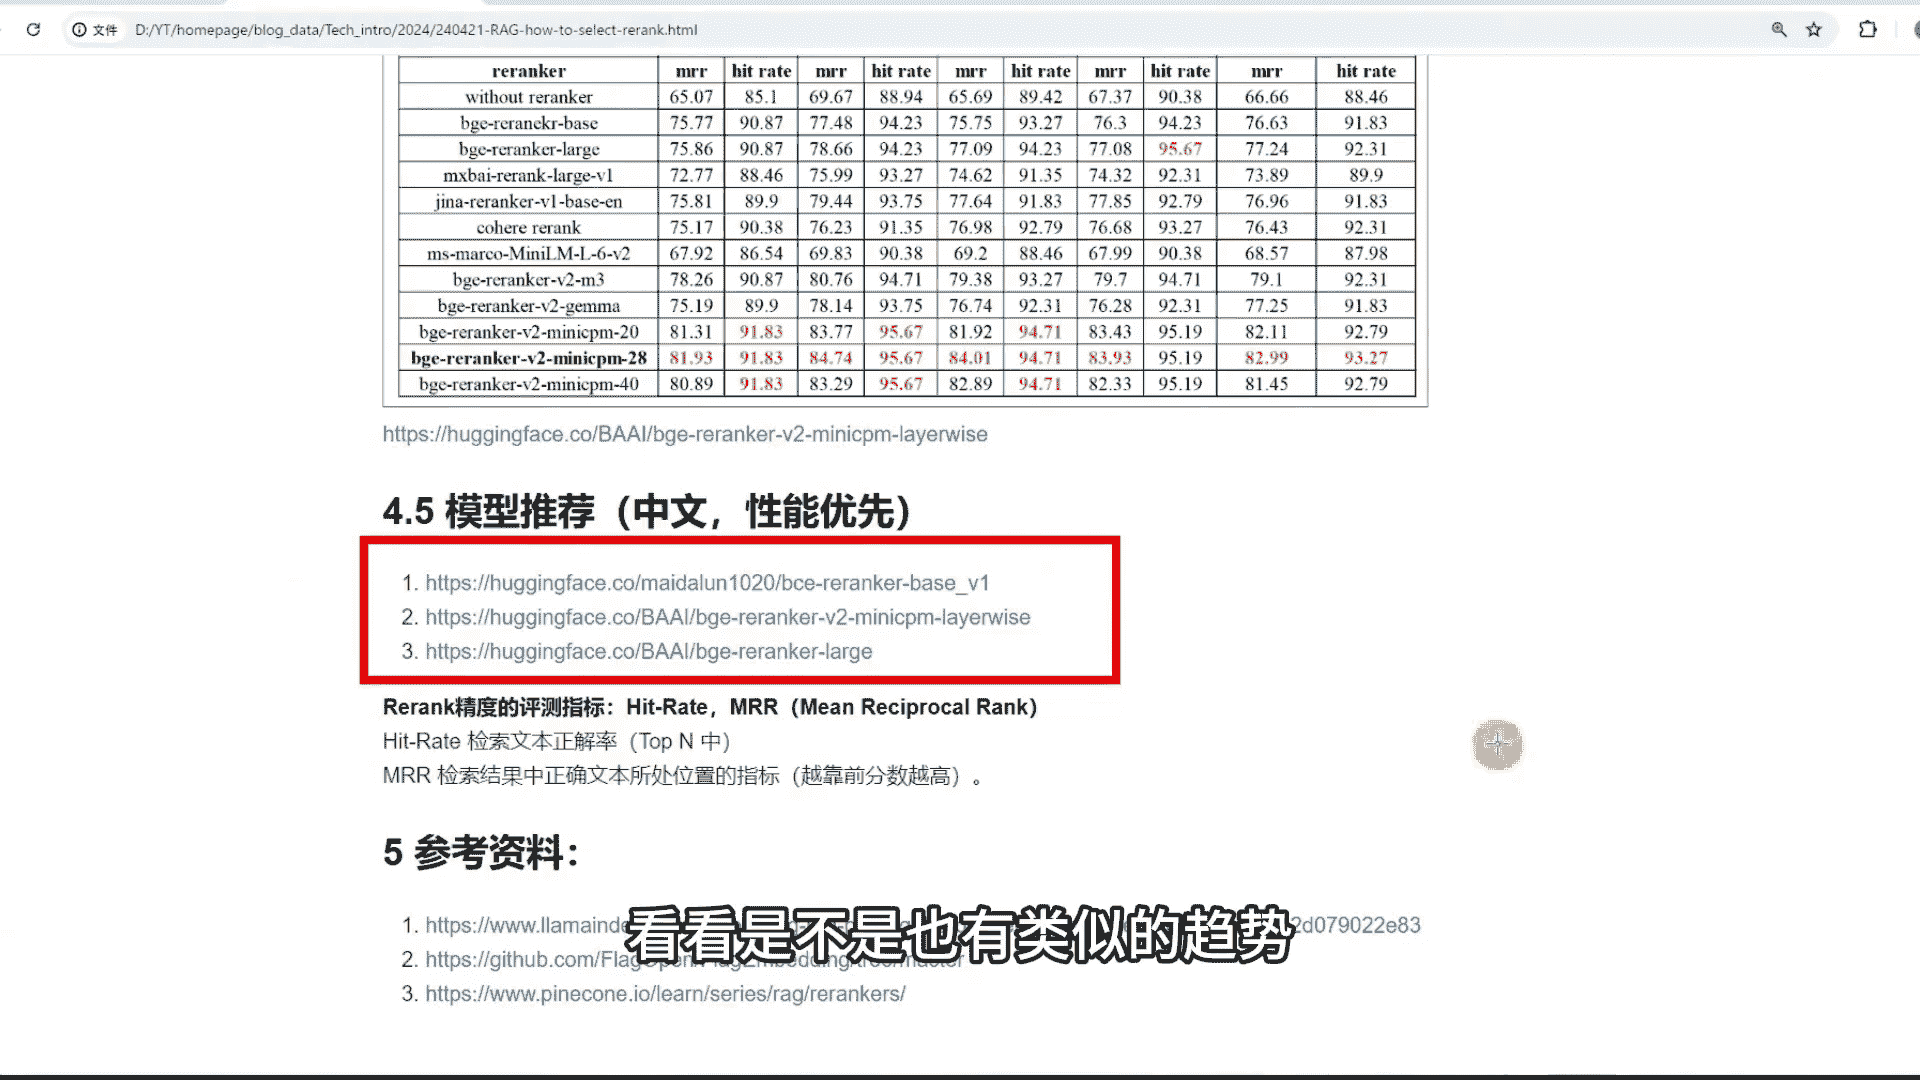 文件 D:/YT/homepage/blog_data/Tech_intro/2024/240421-RAG-how-to-select-rerank.html
reranker mrr hit rate mrr hit rate mrr hit rate mrr hit rate mrr hit rate
without reranker 65.07 85.1 69.67 88.94 65.69 89.42 67.37 90.38 66.66 88.46
bge-reranekr-base 75.77 90.87 77.48 94.23 75.75 93.27 76.3 94.23 76.63 91.83
bge-reranker-large 75.86 90.87 78.66 94.23 77.09 94.23 77.08 95.67 77.24 92.31
mxbai-rerank-large-v1 72.77 88.46 75.99 93.27 74.62 91.35 74.32 92.31 73.89 89.9
jina-reranker-v1-base-en 75.81 89.9 79.44 93.75 77.64 91.83 77.85 92.79 76.96 91.83
cohere rerank 75.17 90.38 76.23 91.35 76.98 92.79 76.68 93.27 76.43 92.31
ms-marco-MiniLM-L-6-v2 67.92 86.54 69.83 90.38 69.2 88.46 67.99 90.38 68.57 87.98
bge-reranker-v2-m3 78.26 90.87 80.76 94.71 79.38 93.27 79.7 94.71 79.1 92.31
bge-reranker-v2-gemma 75.19 89.9 78.14 93.75 76.74 92.31 76.28 92.31 77.25 91.83
bge-reranker-v2-minicpm-20 81.31 91.83 83.77 95.67 81.92 94.71 83.43 95.19 82.11 92.79
bge-reranker-v2-minicpm-28 81.93 91.83 84.74 95.67 84.01 94.71 83.93 95.19 82.99 93.27
bge-reranker-v2-minicpm-40 80.89 91.83 83.29 95.67 82.89 94.71 82.33 95.19 81.45 92.79
https://huggingface.co/BAAI/bge-reranker-v2-minicpm-layerwise
4.5 模型推荐（中文，性能优先）
1. https://huggingface.co/maidalun1020/bce-reranker-base_v1
2. https://huggingface.co/BAAI/bge-reranker-v2-minicpm-layerwise
3. https://huggingface.co/BAAI/bge-reranker-large
Rerank精度的评测指标：Hit-Rate，MRR（Mean Reciprocal Rank）
Hit-Rate 检索文本正解率（Top N 中）
MRR 检索结果中正确文本所处位置的指标（越靠前分数越高）。
5 参考资料：
1. https://www.llamainde 2d079022e83
看看是不是也有类似的趋势
2. https://github.com/Flag
3. https://www.pinecone.io/learn/series/rag/rerankers/